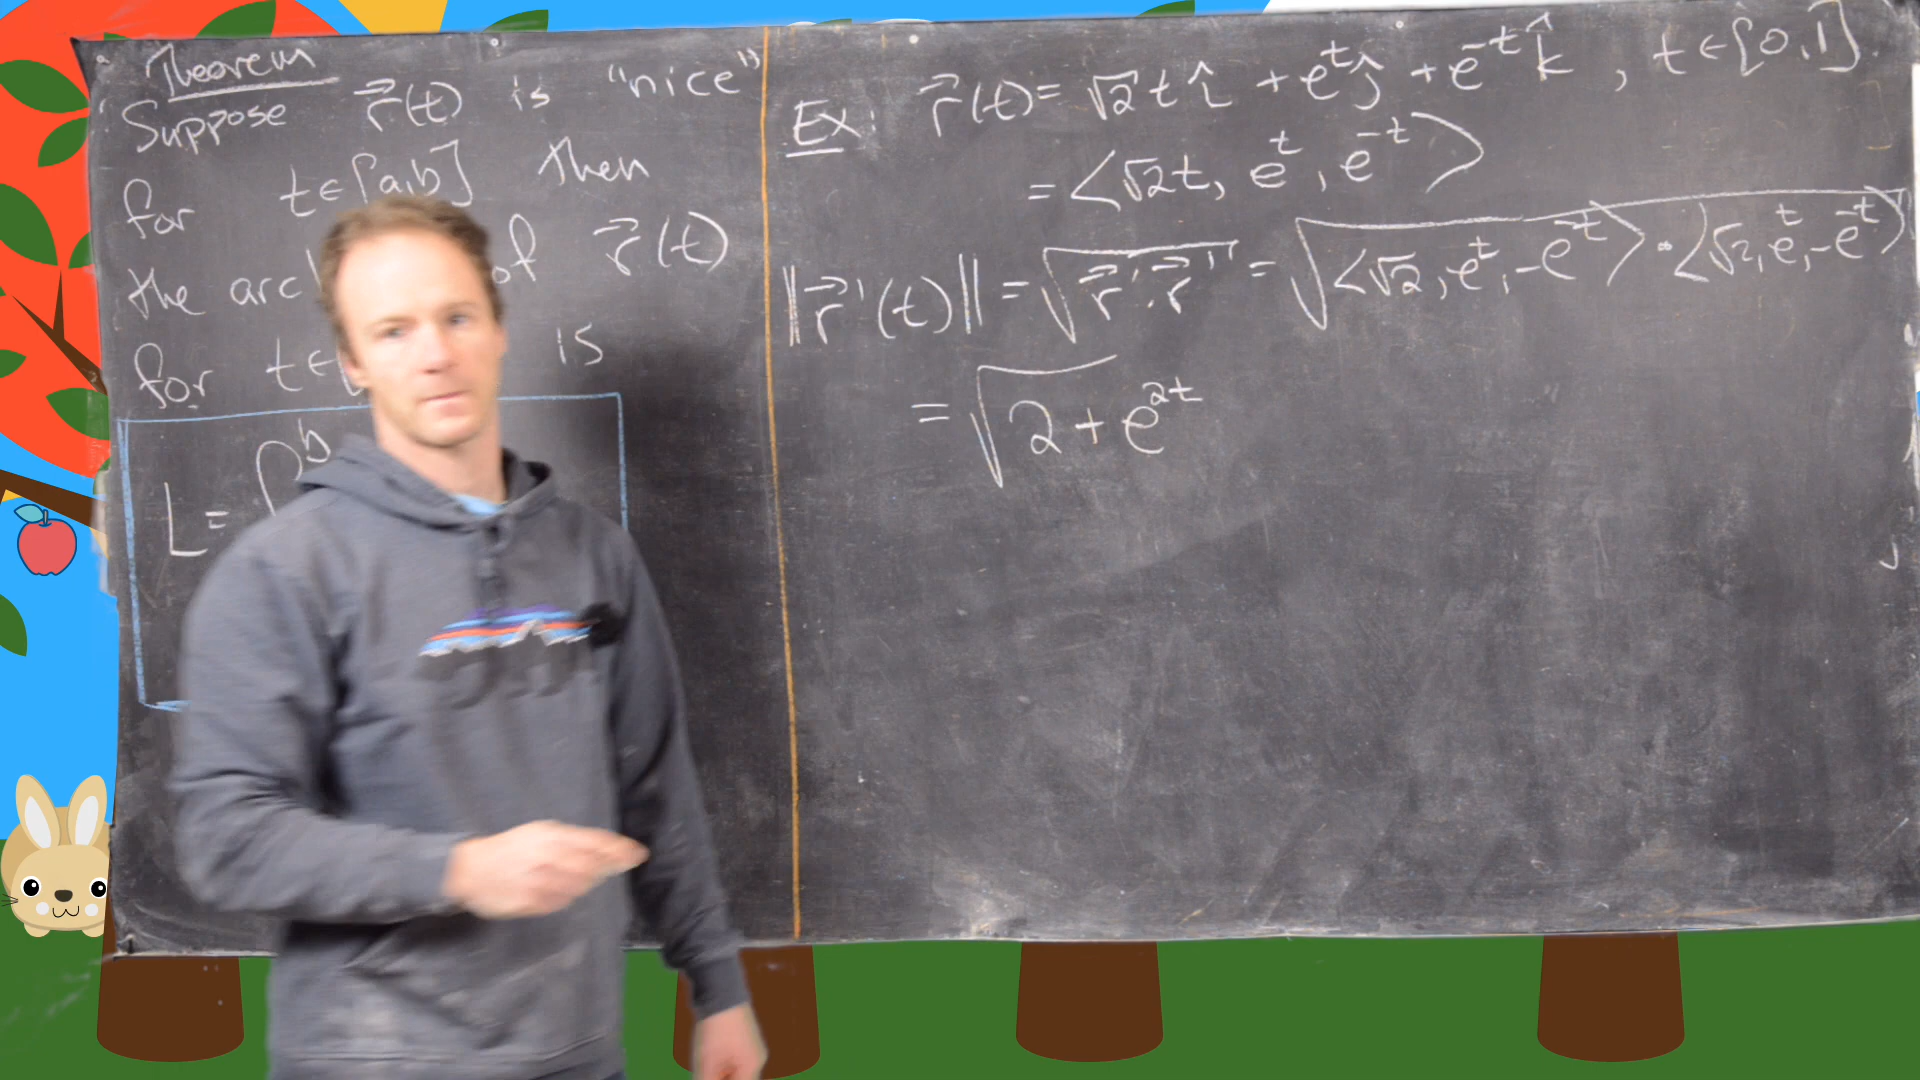 Theorem
Suppose r⃗(t) is "nice"
for t∈[a,b] then
the arc of r⃗(t)
for t∈ is
L = ∫ b
Ex: r⃗(t) = √2 t î + e^t ĵ + e^-t k̂ , t∈[0,1]
= <√2t, e^t, e^-t>
||r⃗'(t)|| = √(r⃗'·r⃗') = √(<√2, e^t, -e^-t> · <√2, e^t, -e^-t>)
= √(2 + e^2t